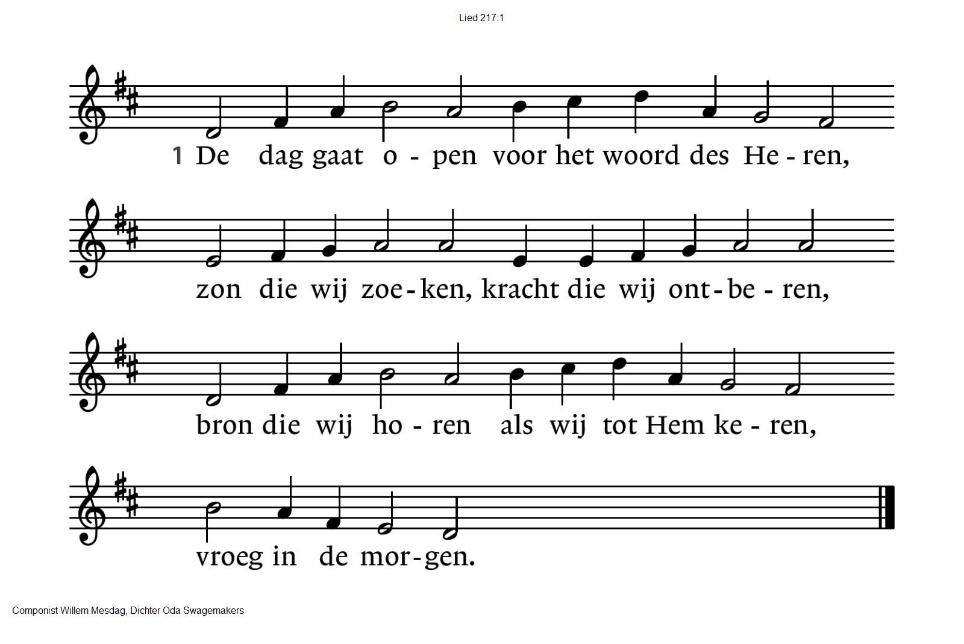 Lied 217:1
1 De dag gaat o - pen voor het woord des He - ren,
zon die wij zoe - ken, kracht die wij ont - be - ren,
bron die wij ho - ren als wij tot Hem ke - ren,
vroeg in de mor - gen.
Componist Willem Mesdag, Dichter Oda Swagemakers